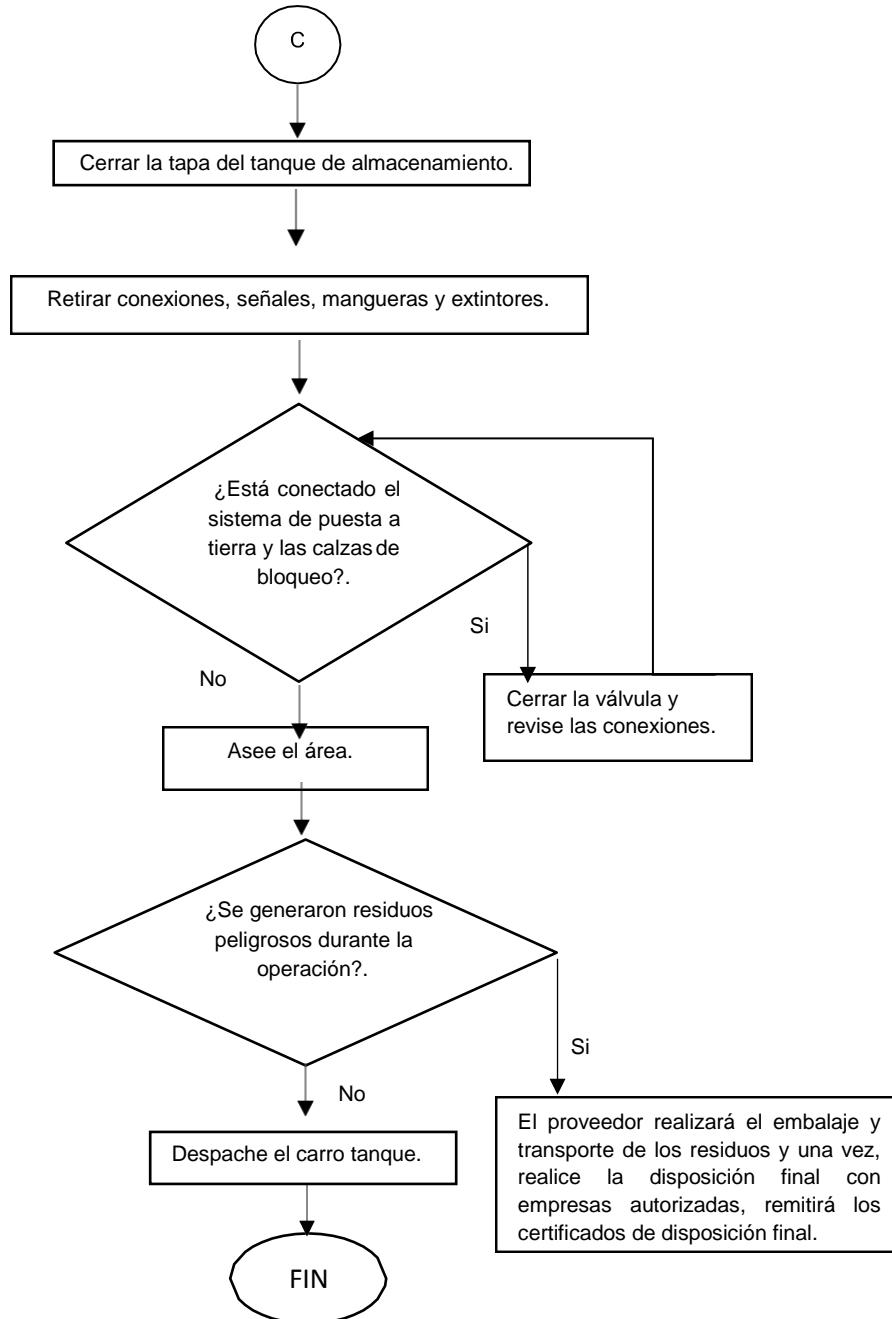 C
Cerrar la tapa del tanque de almacenamiento.
Retirar conexiones, señales, mangueras y extintores.
¿Está conectado el
sistema de puesta a
tierra y las calzas de
bloqueo?.
Si
No
Cerrar la válvula y
revise las conexiones.
Asee el área.
¿Se generaron residuos
peligrosos durante la
operación?.
Si
No
Despache el carro tanque.
El proveedor realizará el embalaje y
transporte de los residuos y una vez,
realice la disposición final con
empresas autorizadas, remitirá los
certificados de disposición final.
FIN